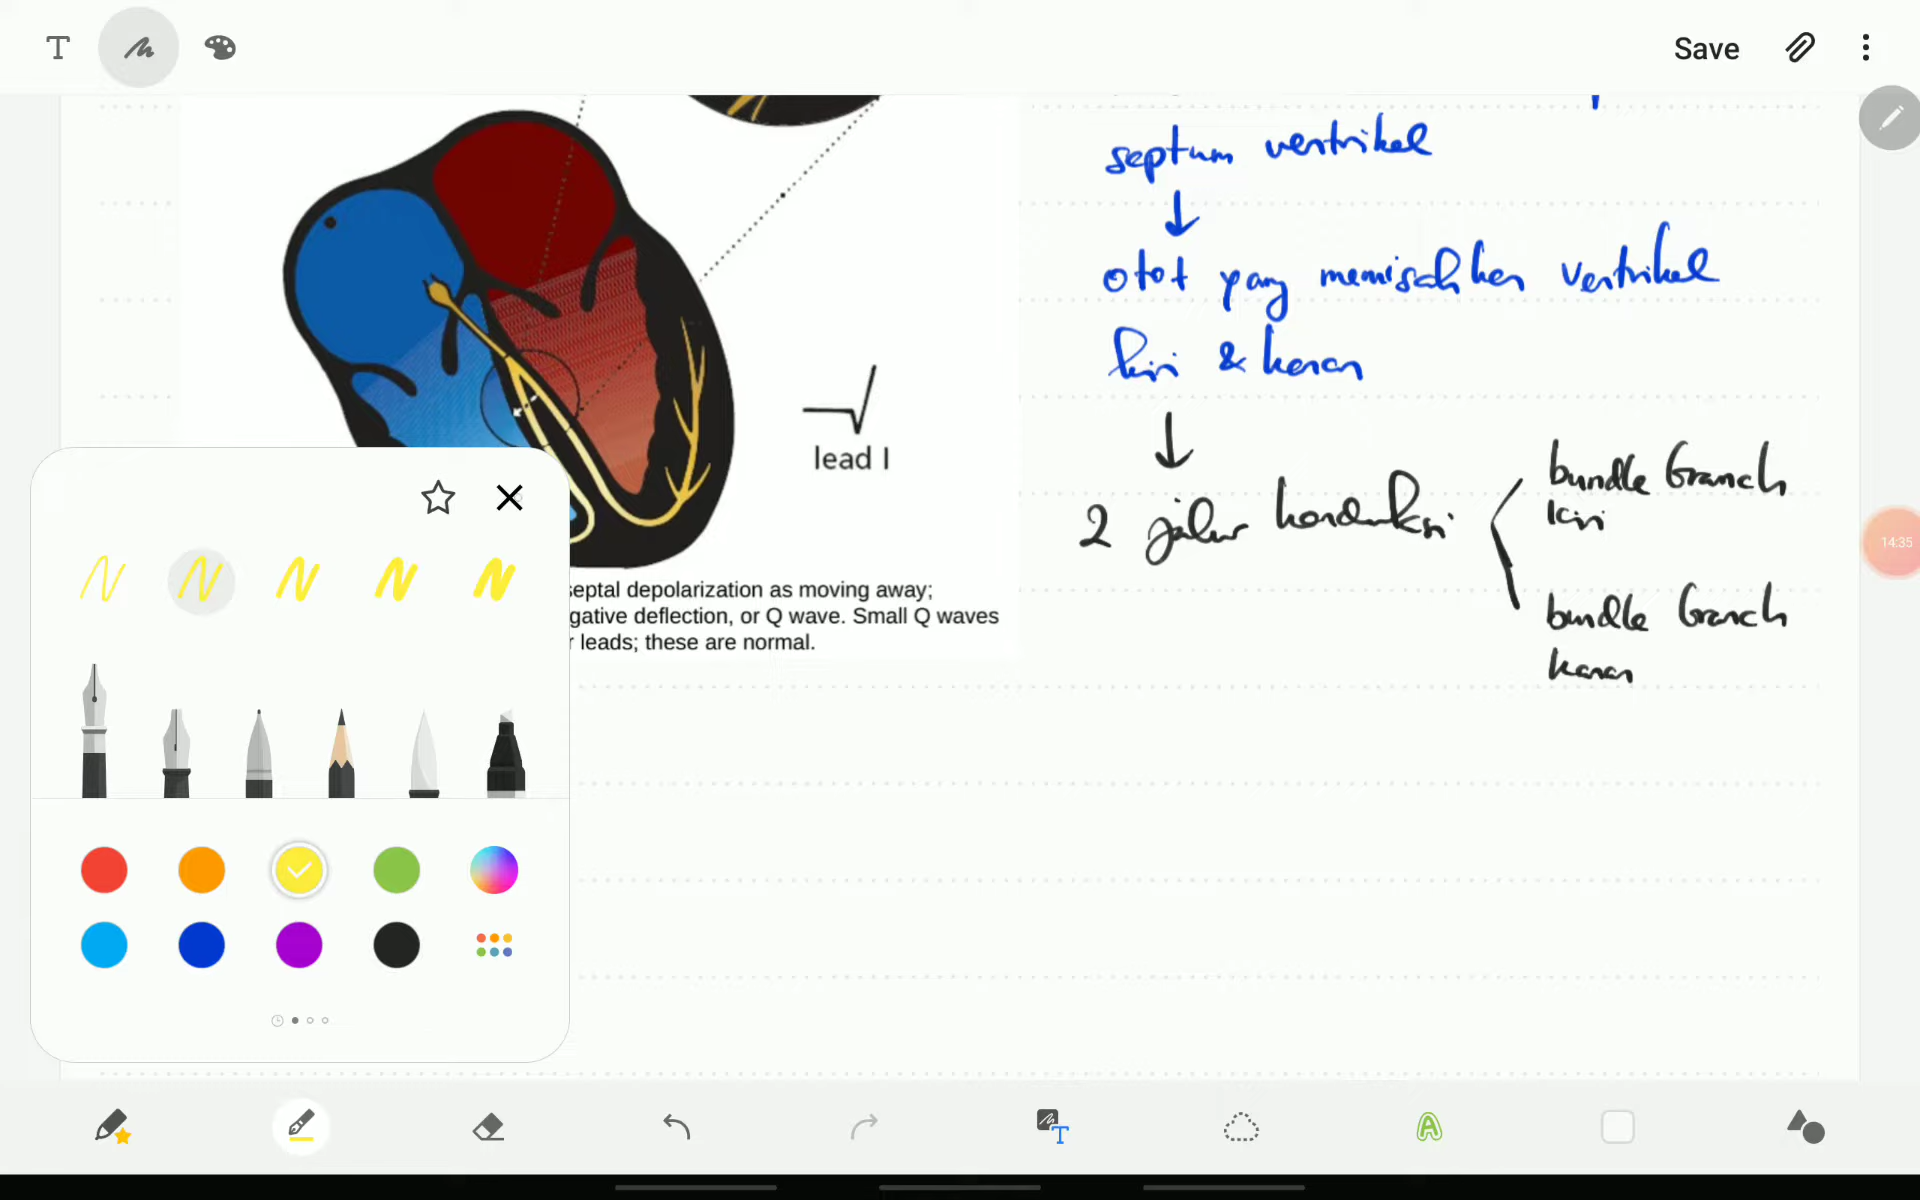 Save
septum ventrikel
otot yang memisahkan ventrikel
kiri & kanan
lead I
bundle branch
kiri
2 jalur konduksi
14:35
septal depolarization as moving away;
gative deflection, or Q wave. Small Q waves
r leads; these are normal.
bundle branch
kanan